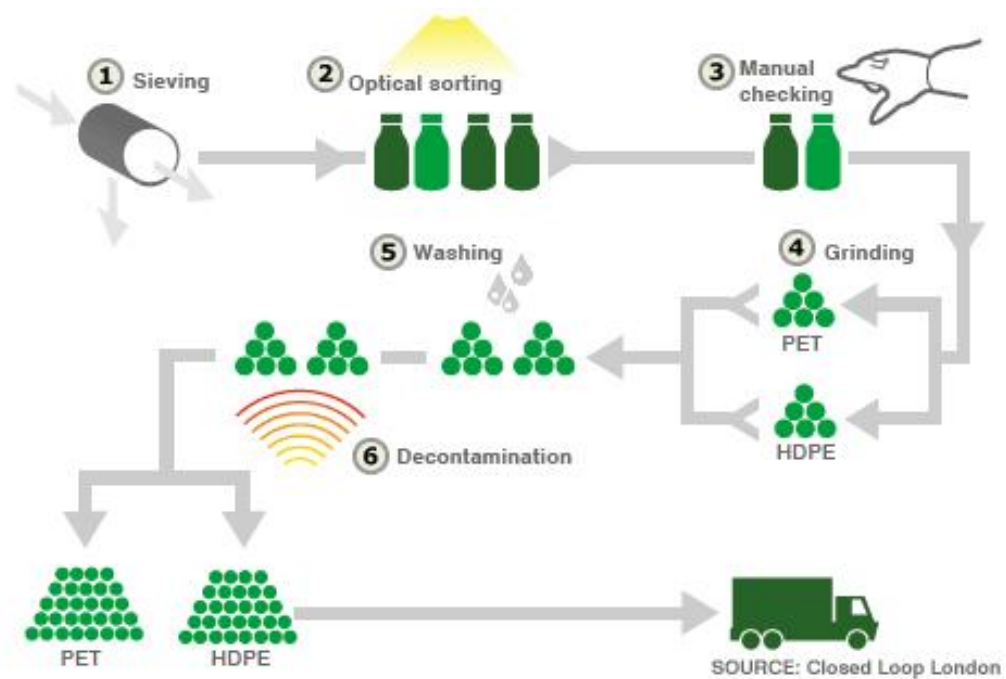 1 Sieving
2 Optical sorting
3 Manual
checking
4 Grinding
PET
HDPE
5 Washing
6 Decontamination
PET
HDPE
SOURCE: Closed Loop London